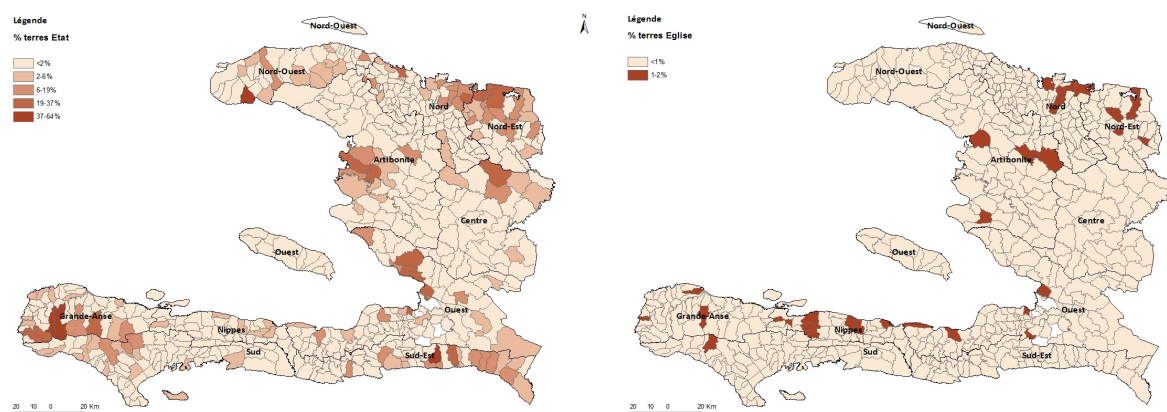 Légende
% terres Etat
<2%
2-6%
6-19%
19-37%
37-64%
Nord-Ouest
Nord-Ouest
Nord
Nord-Est
Artibonite
Centre
Ouest
Ouest
Grande-Anse
Nippes
Sud
Sud-Est
20 10 0 20 Km
N
Légende
% terres Eglise
<1%
1-2%
Nord-Ouest
Nord-Ouest
Nord
Nord-Est
Artibonite
Centre
Ouest
Ouest
Grande-Anse
Nippes
Sud
Sud-Est
20 10 0 20 Km